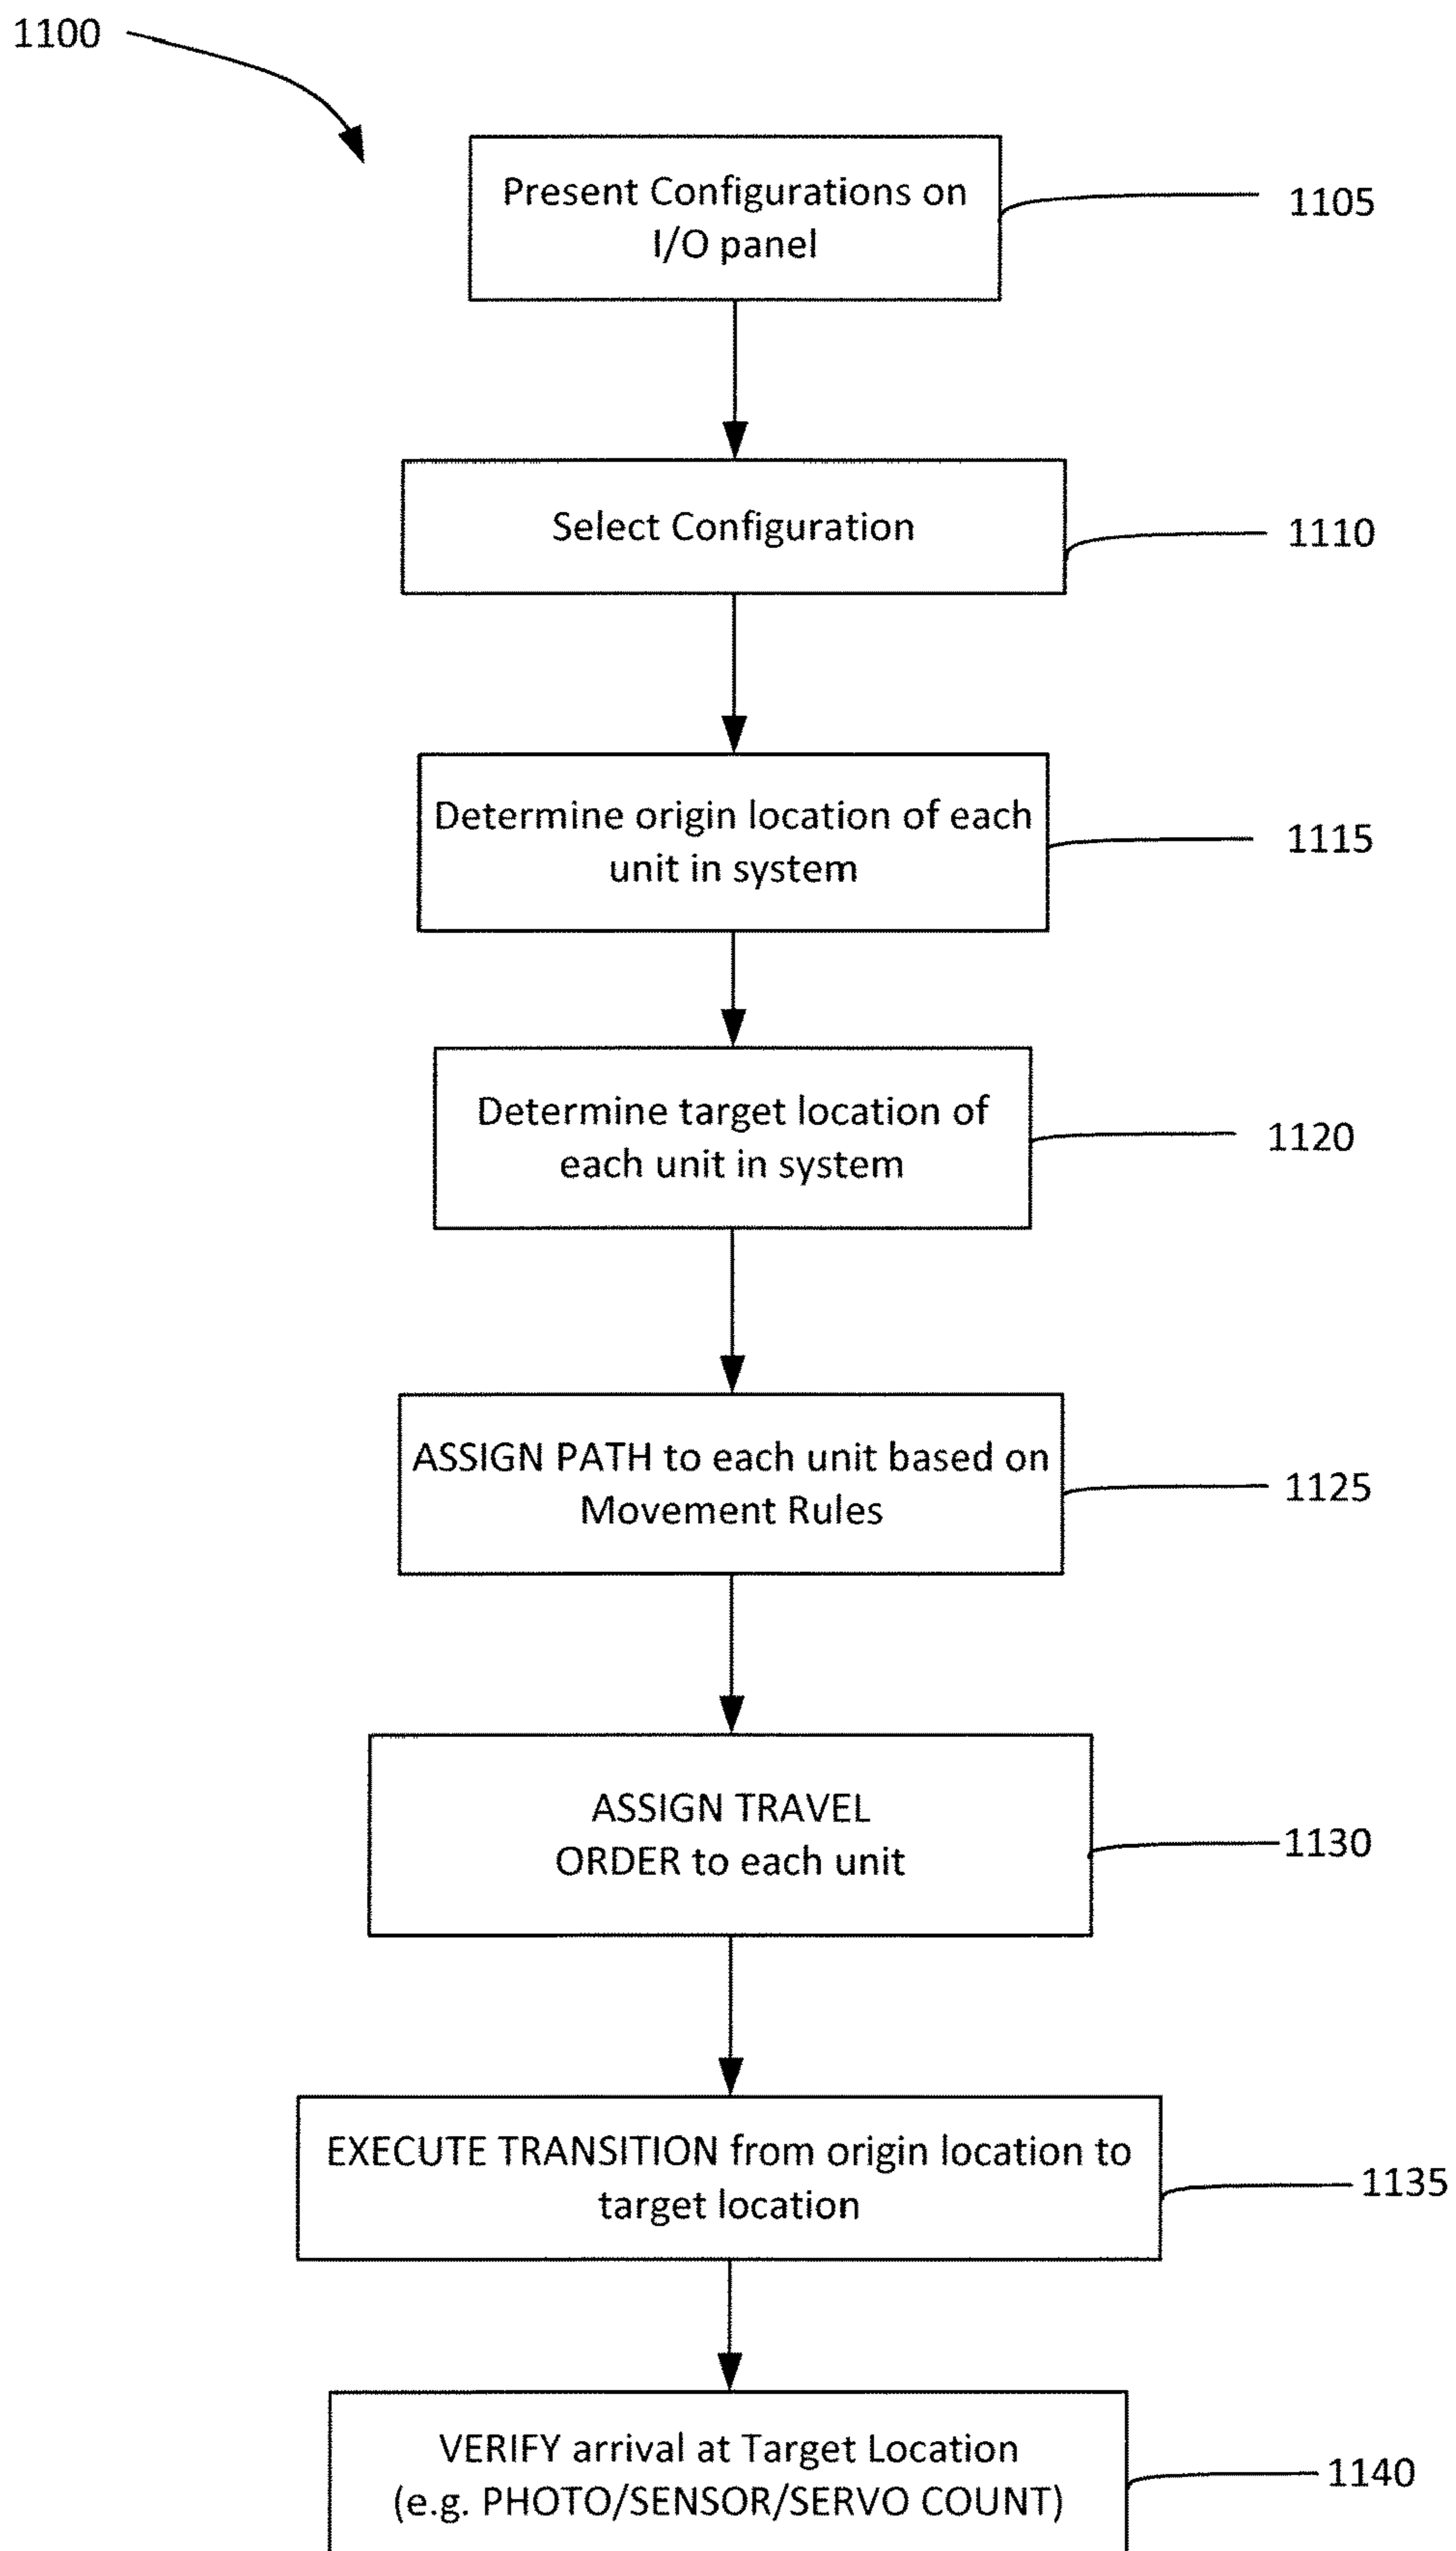 1100
Present Configurations on
I/O panel
1105
Select Configuration
1110
Determine origin location of each
unit in system
1115
Determine target location of
each unit in system
1120
ASSIGN PATH to each unit based on
Movement Rules
1125
ASSIGN TRAVEL
ORDER to each unit
1130
EXECUTE TRANSITION from origin location to
target location
1135
VERIFY arrival at Target Location
(e.g. PHOTO/SENSOR/SERVO COUNT)
1140